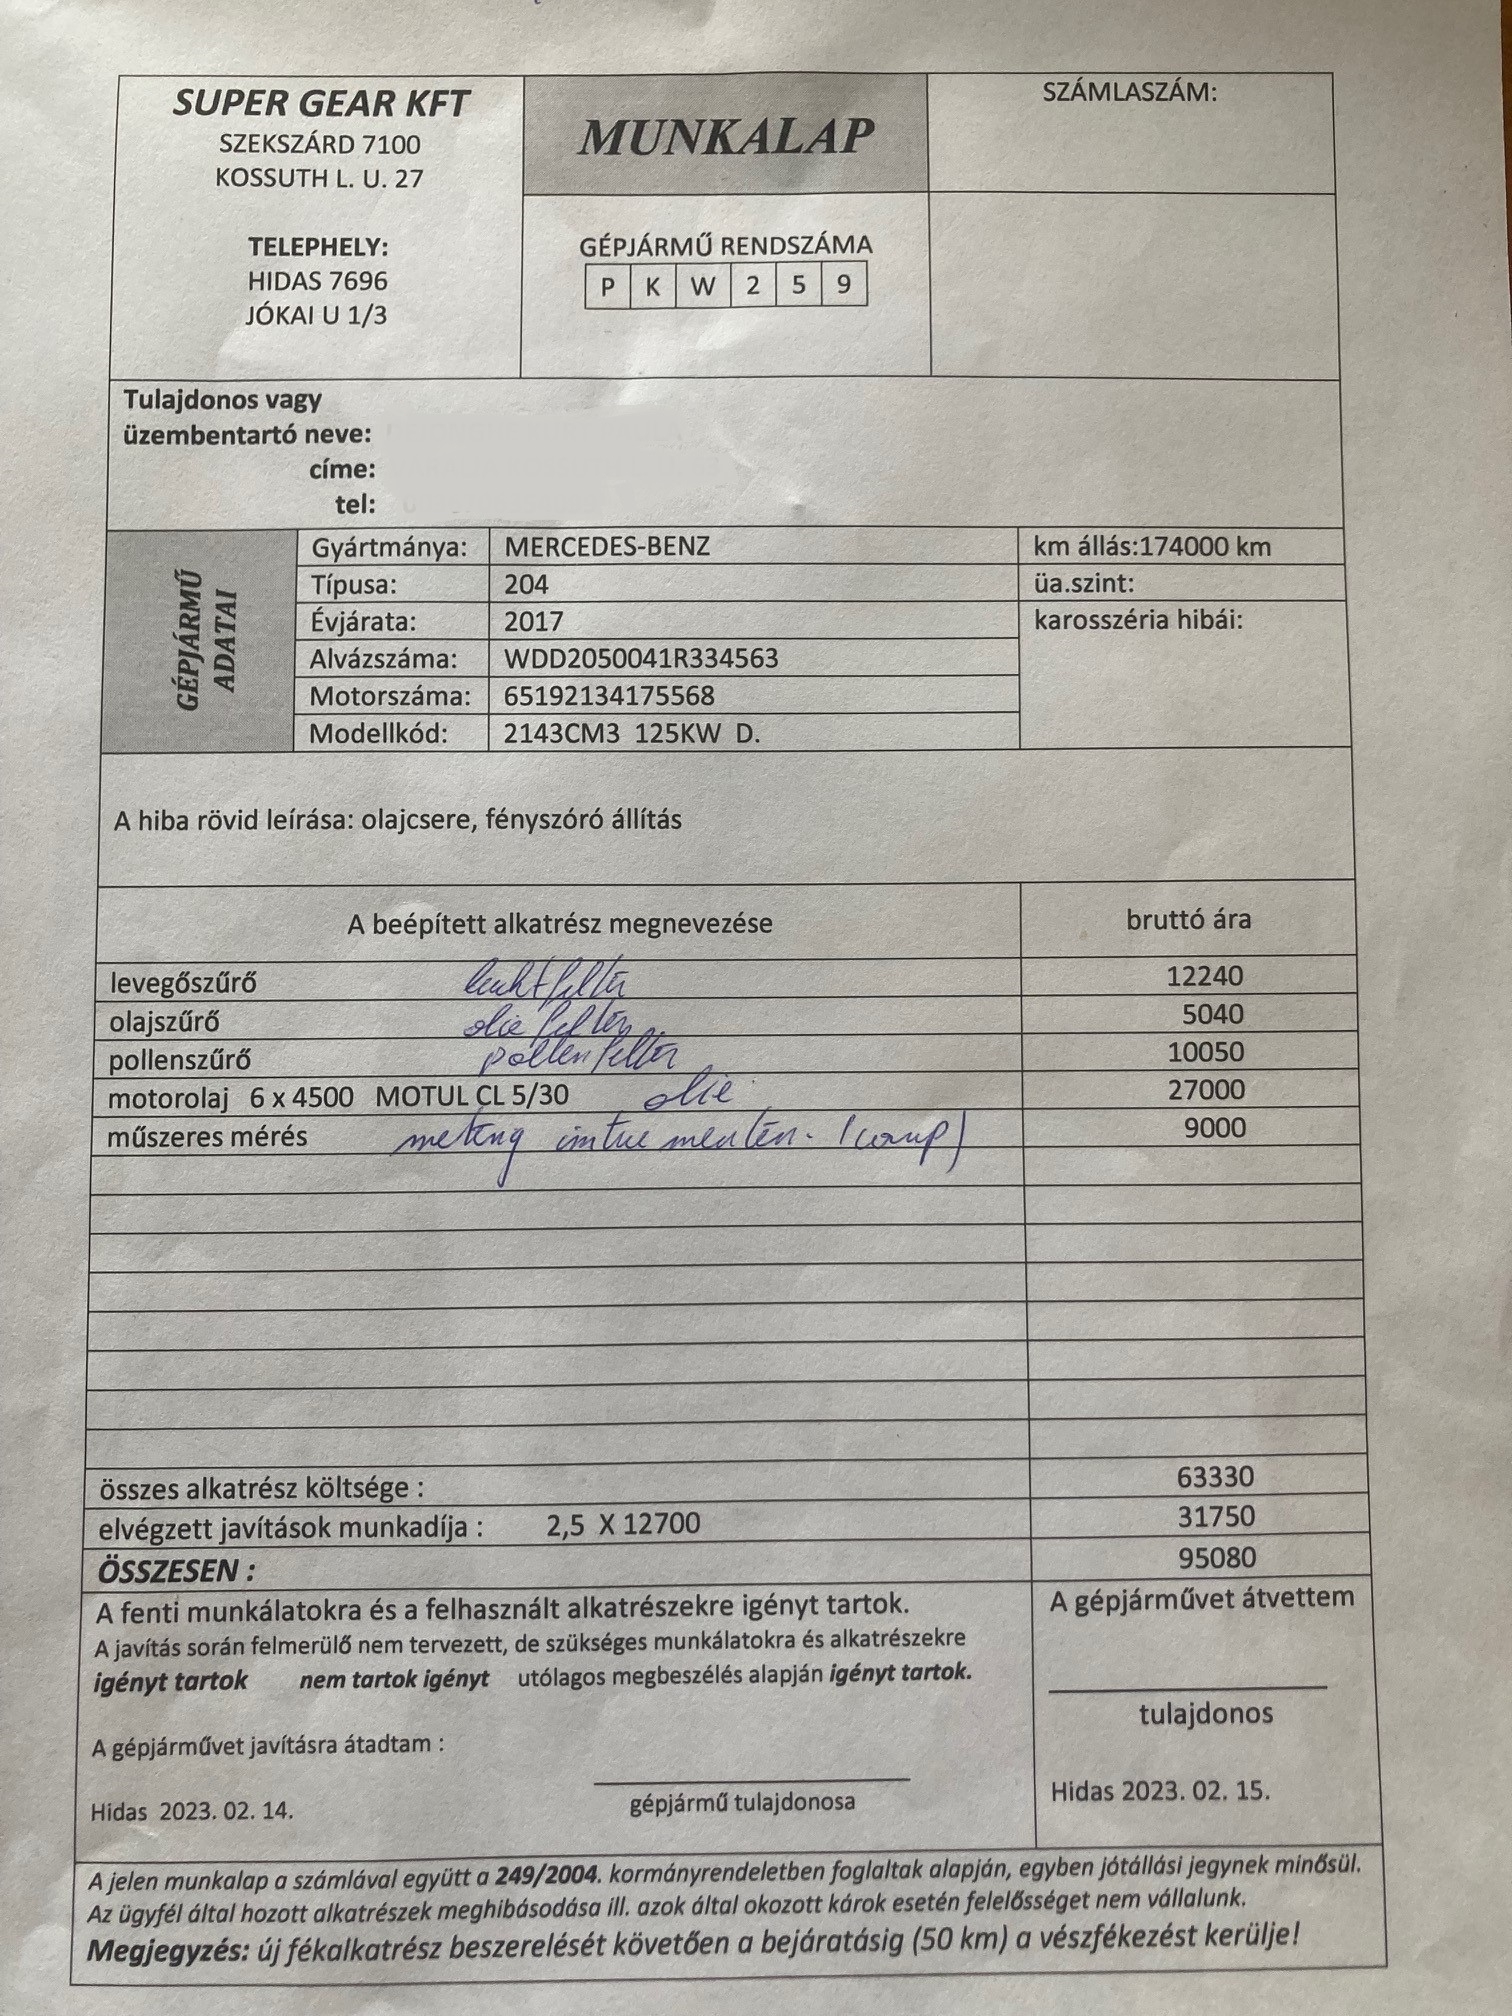 SUPER GEAR KFT
SZEKSZÁRD 7100
KOSSUTH L. U. 27
TELEPHELY:
HIDAS 7696
JÓKAI U 1/3
MUNKALAP
GÉPJÁRMŰ RENDSZÁMA
P K W 2 5 9
SZÁMLASZÁM:
Tulajdonos vagy
üzembentartó neve:
címe:
tel:
GÉPJÁRMŰ
ADATAI
Gyártmánya: MERCEDES-BENZ km állás:174000 km
Típusa: 204 üa.szint:
Évjárata: 2017 karosszéria hibái:
Alvázszáma: WDD2050041R334563
Motorszáma: 65192134175568
Modellkód: 2143CM3 125KW D.
A hiba rövid leírása: olajcsere, fényszóró állítás
A beépített alkatrész megnevezése bruttó ára
levegőszűrő 12240
olajszűrő olie filter 5040
pollenszűrő pollenfilter 10050
motorolaj 6 x 4500 MOTUL CL 5/30 olie 27000
műszeres mérés meting 9000
összes alkatrész költsége : 63330
elvégzett javítások munkadíja : 2,5 X 12700 31750
ÖSSZESEN : 95080
A fenti munkálatokra és a felhasznált alkatrészekre igényt tartok.
A javítás során felmerülő nem tervezett, de szükséges munkálatokra és alkatrészekre
igényt tartok nem tartok igényt utólagos megbeszélés alapján igényt tartok.
A gépjárművet javításra átadtam :
gépjármű tulajdonosa
Hidas 2023. 02. 14.
A gépjárművet átvettem
tulajdonos
Hidas 2023. 02. 15.
A jelen munkalap a számlával együtt a 249/2004. kormányrendeletben foglaltak alapján, egyben jótállási jegynek minősül.
Az ügyfél által hozott alkatrészek meghibásodása ill. azok által okozott károk esetén felelősséget nem vállalunk.
Megjegyzés: új fékalkatrész beszerelését követően a bejáratásig (50 km) a vészfékezést kerülje!